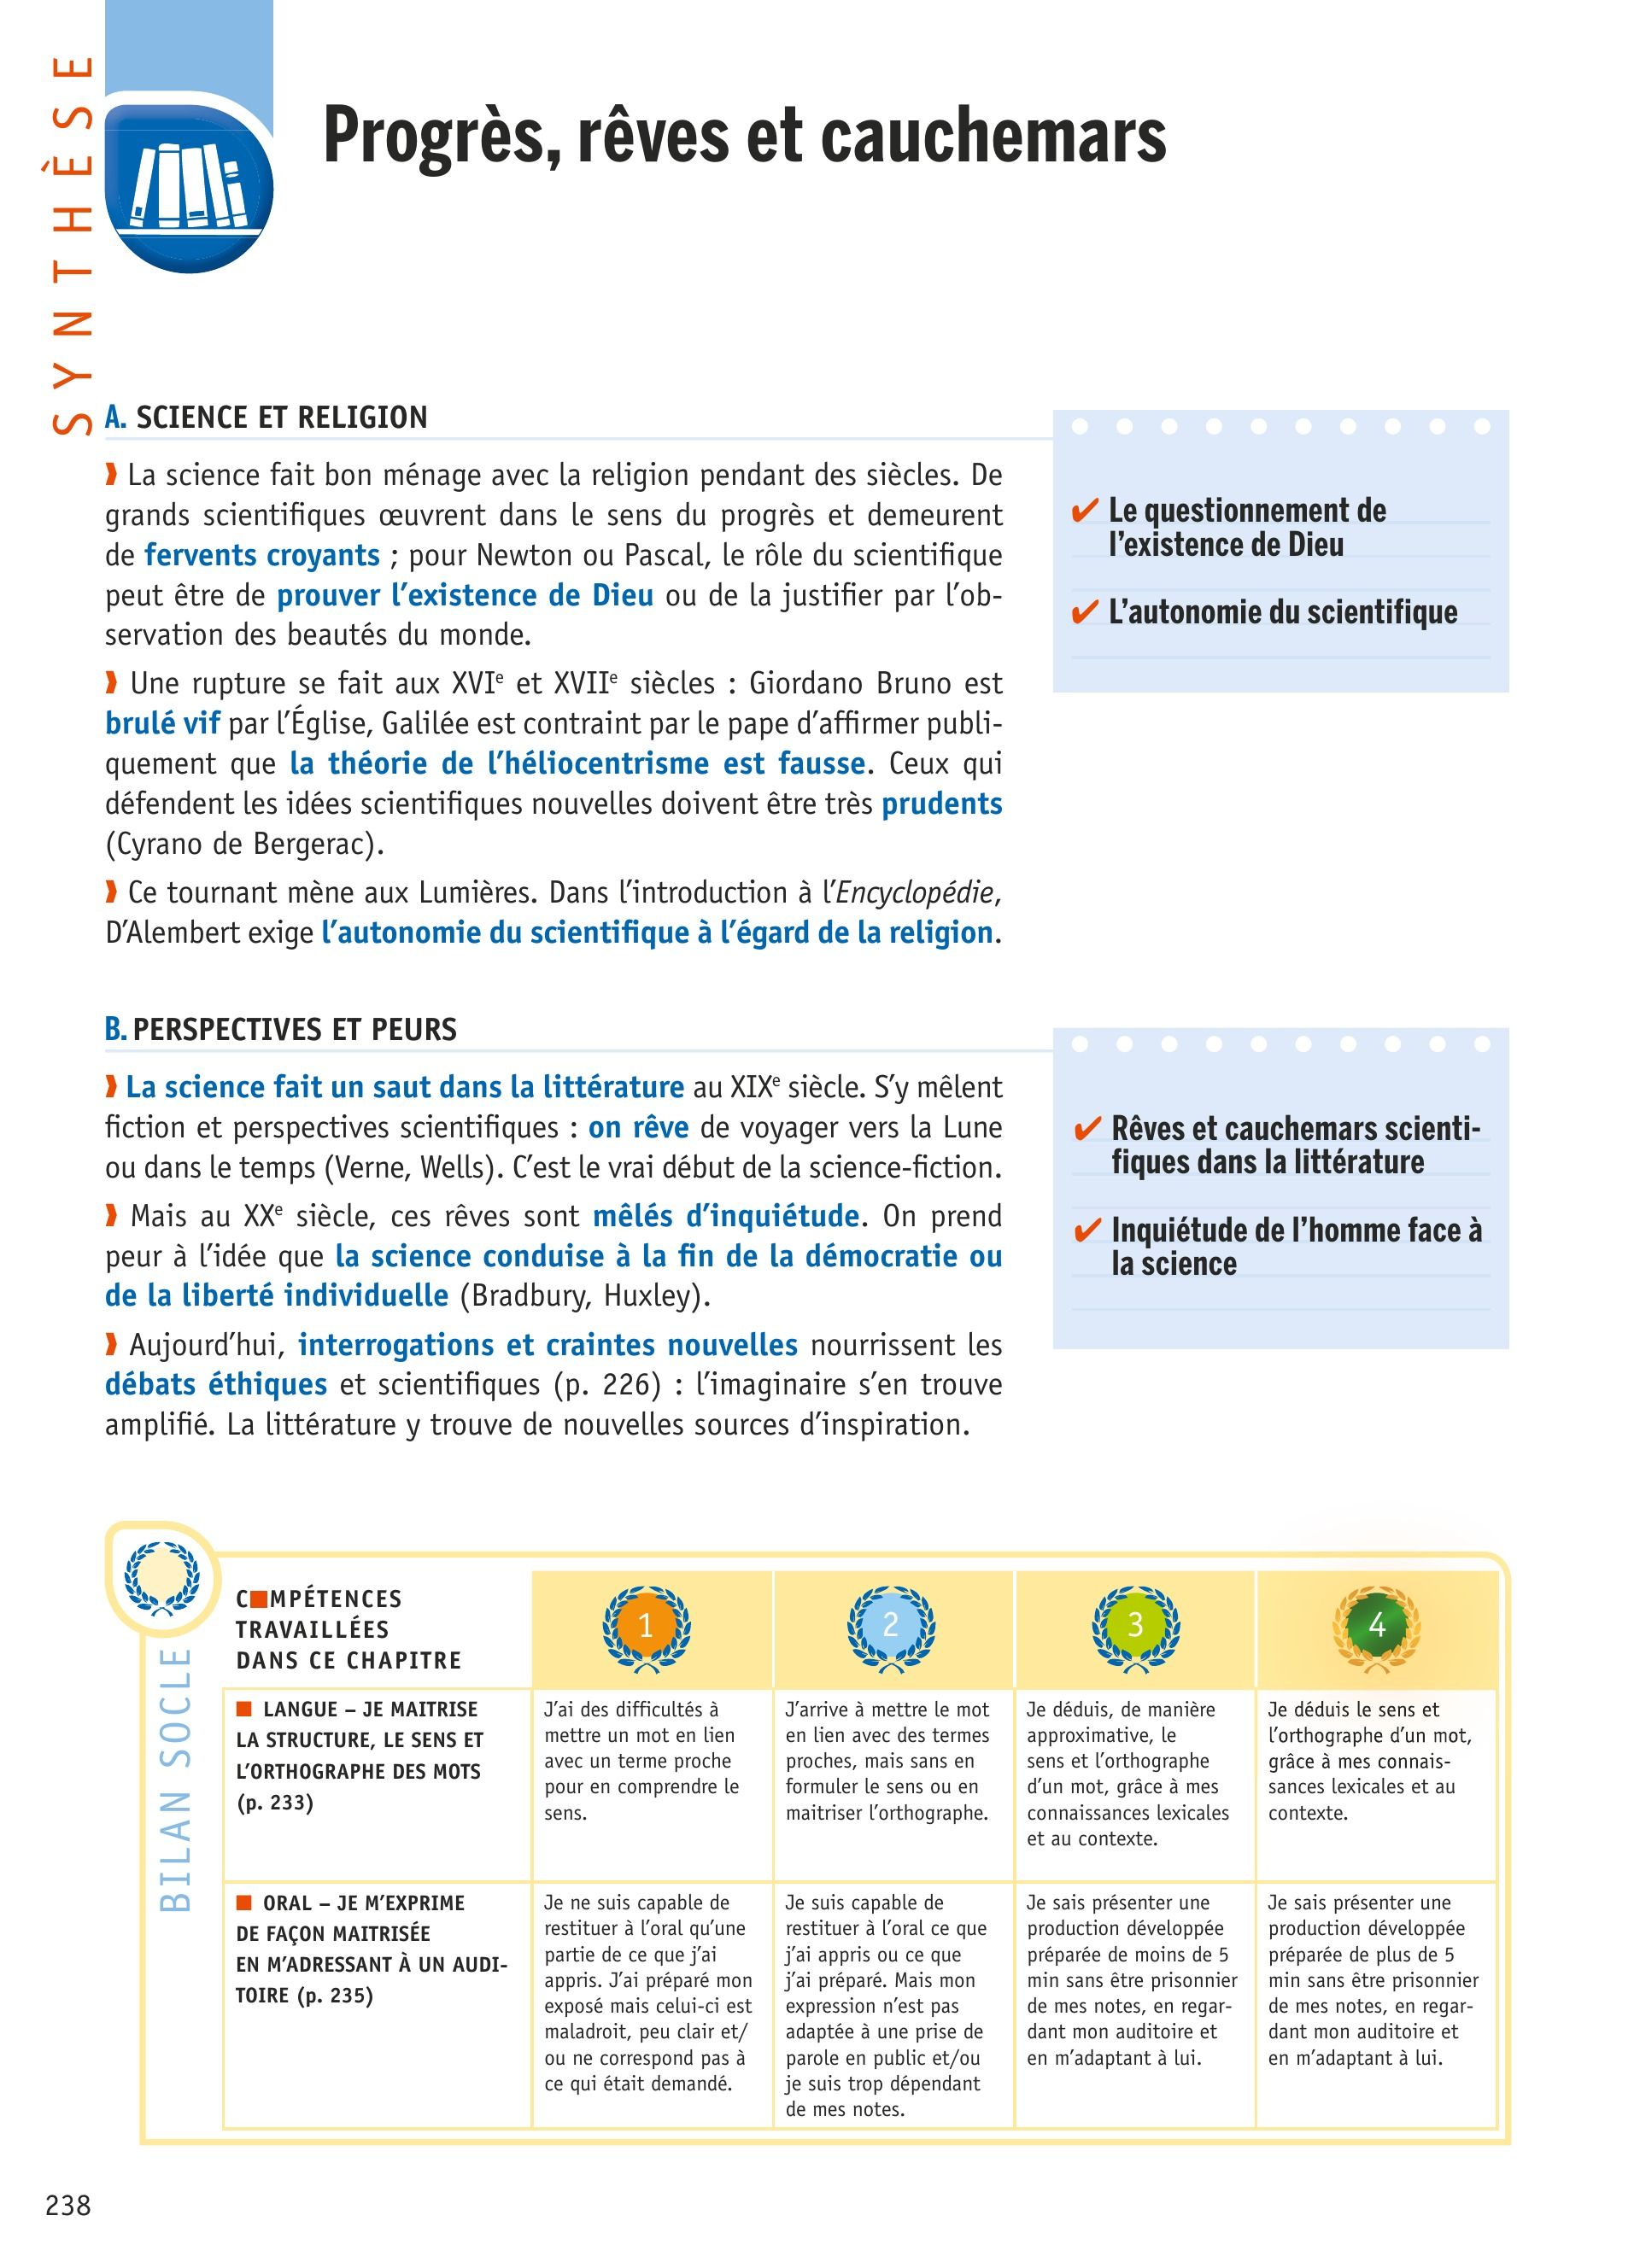 SYNTHÈSE
Progrès, rêves et cauchemars
A. SCIENCE ET RELIGION
❱ La science fait bon ménage avec la religion pendant des siècles. De
grands scientifiques œuvrent dans le sens du progrès et demeurent
de fervents croyants ; pour Newton ou Pascal, le rôle du scientifique
peut être de prouver l’existence de Dieu ou de la justifier par l’ob-
servation des beautés du monde.
❱ Une rupture se fait aux XVIe et XVIIe siècles : Giordano Bruno est
brulé vif par l’Église, Galilée est contraint par le pape d’affirmer publi-
quement que la théorie de l’héliocentrisme est fausse. Ceux qui
défendent les idées scientifiques nouvelles doivent être très prudents
(Cyrano de Bergerac).
❱ Ce tournant mène aux Lumières. Dans l’introduction à l’Encyclopédie,
D’Alembert exige l’autonomie du scientifique à l’égard de la religion.
✔ Le questionnement de
l’existence de Dieu
✔ L’autonomie du scientifique
B. PERSPECTIVES ET PEURS
❱ La science fait un saut dans la littérature au XIXe siècle. S’y mêlent
fiction et perspectives scientifiques : on rêve de voyager vers la Lune
ou dans le temps (Verne, Wells). C’est le vrai début de la science-fiction.
❱ Mais au XXe siècle, ces rêves sont mêlés d’inquiétude. On prend
peur à l’idée que la science conduise à la fin de la démocratie ou
de la liberté individuelle (Bradbury, Huxley).
❱ Aujourd’hui, interrogations et craintes nouvelles nourrissent les
débats éthiques et scientifiques (p. 226) : l’imaginaire s’en trouve
amplifié. La littérature y trouve de nouvelles sources d’inspiration.
✔ Rêves et cauchemars scienti-
fiques dans la littérature
✔ Inquiétude de l’homme face à
la science
BILAN SOCLE
C■MPÉTENCES
TRAVAILLÉES
DANS CE CHAPITRE
1
2
3
4
■ LANGUE – JE MAITRISE
LA STRUCTURE, LE SENS ET
L’ORTHOGRAPHE DES MOTS
(p. 233)
J’ai des difficultés à
mettre un mot en lien
avec un terme proche
pour en comprendre le
sens.
J’arrive à mettre le mot
en lien avec des termes
proches, mais sans en
formuler le sens ou en
maitriser l’orthographe.
Je déduis, de manière
approximative, le
sens et l’orthographe
d’un mot, grâce à mes
connaissances lexicales
et au contexte.
Je déduis le sens et
l’orthographe d’un mot,
grâce à mes connais-
sances lexicales et au
contexte.
■ ORAL – JE M’EXPRIME
DE FAÇON MAITRISÉE
EN M’ADRESSANT À UN AUDI-
TOIRE (p. 235)
Je ne suis capable de
restituer à l’oral qu’une
partie de ce que j’ai
appris. J’ai préparé mon
exposé mais celui-ci est
maladroit, peu clair et/
ou ne correspond pas à
ce qui était demandé.
Je suis capable de
restituer à l’oral ce que
j’ai appris ou ce que
j’ai préparé. Mais mon
expression n’est pas
adaptée à une prise de
parole en public et/ou
je suis trop dépendant
de mes notes.
Je sais présenter une
production développée
préparée de moins de 5
min sans être prisonnier
de mes notes, en regar-
dant mon auditoire et
en m’adaptant à lui.
Je sais présenter une
production développée
préparée de plus de 5
min sans être prisonnier
de mes notes, en regar-
dant mon auditoire et
en m’adaptant à lui.
238